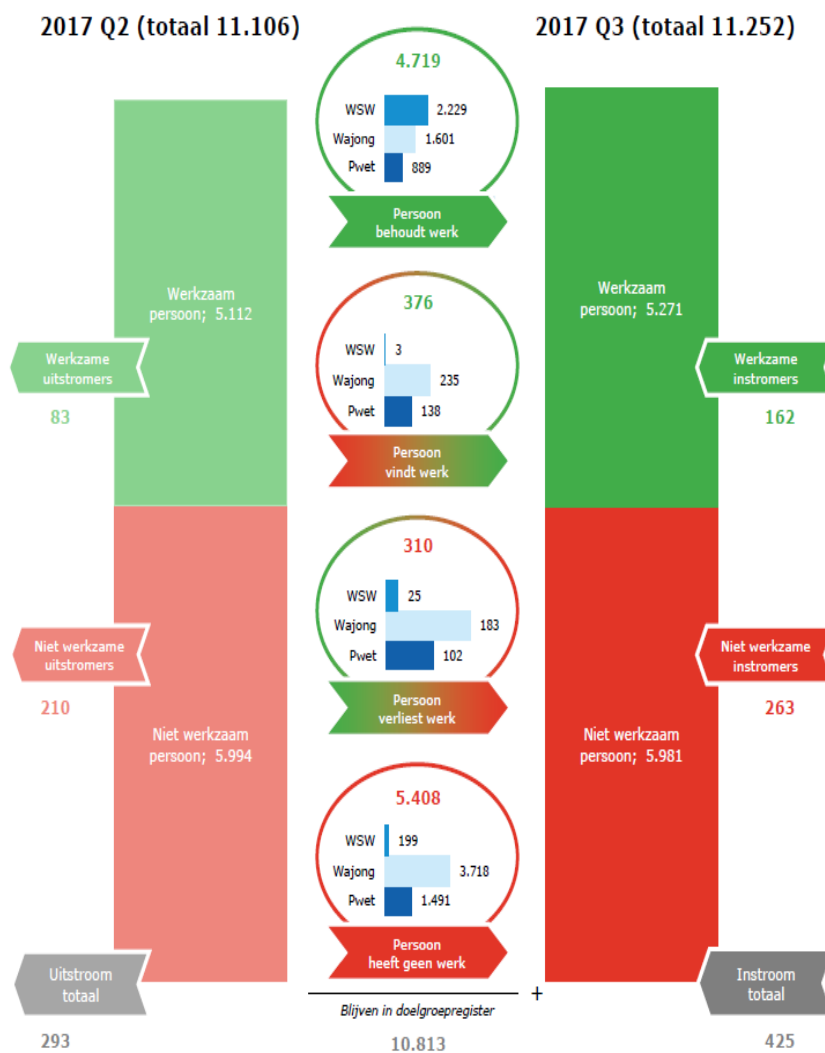 2017 Q2 (totaal 11.106)
2017 Q3 (totaal 11.252)
4.719
WSW 2.229
Wajong 1.601
Pwet 889
Persoon
behoudt werk
Werkzaam
persoon; 5.112
Werkzaam
persoon; 5.271
376
WSW 3
Wajong 235
Pwet 138
Persoon
vindt werk
Werkzame
uitstromers
83
Werkzame
instromers
162
310
WSW 25
Wajong 183
Pwet 102
Persoon
verliest werk
Niet werkzame
uitstromers
210
Niet werkzame
instromers
263
Niet werkzaam
persoon; 5.994
Niet werkzaam
persoon; 5.981
5.408
WSW 199
Wajong 3.718
Pwet 1.491
Persoon
heeft geen werk
Uitstroom
totaal
293
+
Blijven in doelgroepregister
10.813
Instroom
totaal
425